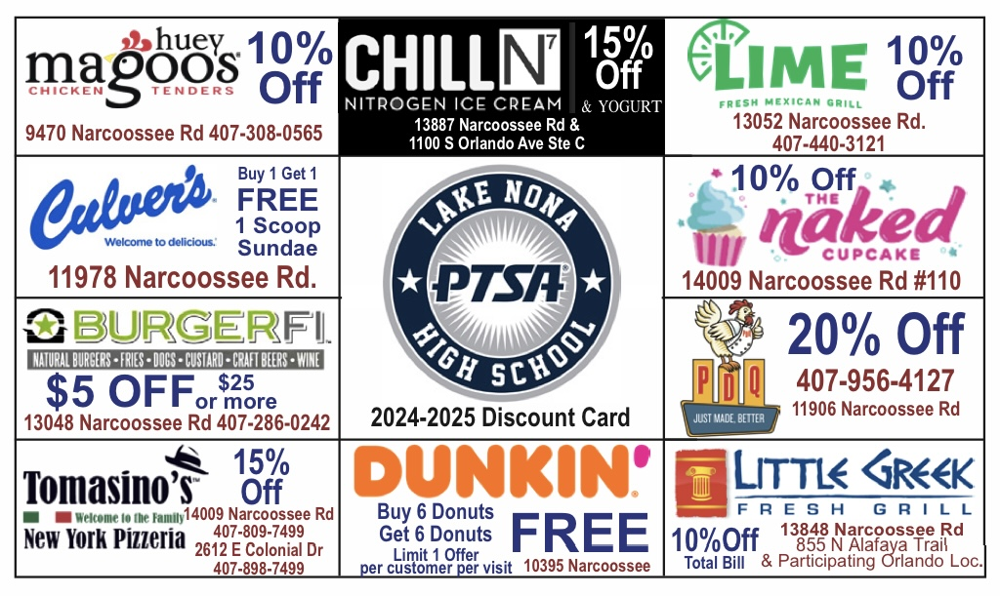 huey
magoo's
CHICKEN TENDERS
10%
Off
9470 Narcoossee Rd 407-308-0565
CHILLN7
NITROGEN ICE CREAM
15%
Off
& YOGURT
13887 Narcoossee Rd &
1100 S Orlando Ave Ste C
LIME
FRESH MEXICAN GRILL
10%
Off
13052 Narcoossee Rd.
407-440-3121
Culver's
Welcome to delicious.
Buy 1 Get 1
FREE
1 Scoop
Sundae
11978 Narcoossee Rd.
LAKE NONA
PTSA
HIGH SCHOOL
2024-2025 Discount Card
10% Off
THE
naked
CUPCAKE
14009 Narcoossee Rd #110
BURGERFI
NATURAL BURGERS • FRIES • DOGS • CUSTARD • CRAFT BEERS • WINE
$5 OFF $25
or more
13048 Narcoossee Rd 407-286-0242
PDQ
JUST MADE, BETTER
20% Off
407-956-4127
11906 Narcoossee Rd
Tomasino's™
Welcome to the Family
New York Pizzeria
15%
Off
14009 Narcoossee Rd
407-809-7499
2612 E Colonial Dr
407-898-7499
DUNKIN'
Buy 6 Donuts
Get 6 Donuts
FREE
Limit 1 Offer
per customer per visit
10395 Narcoossee
LITTLE GREEK
FRESH GRILL
10% Off
Total Bill
13848 Narcoossee Rd
855 N Alafaya Trail
& Participating Orlando Loc.